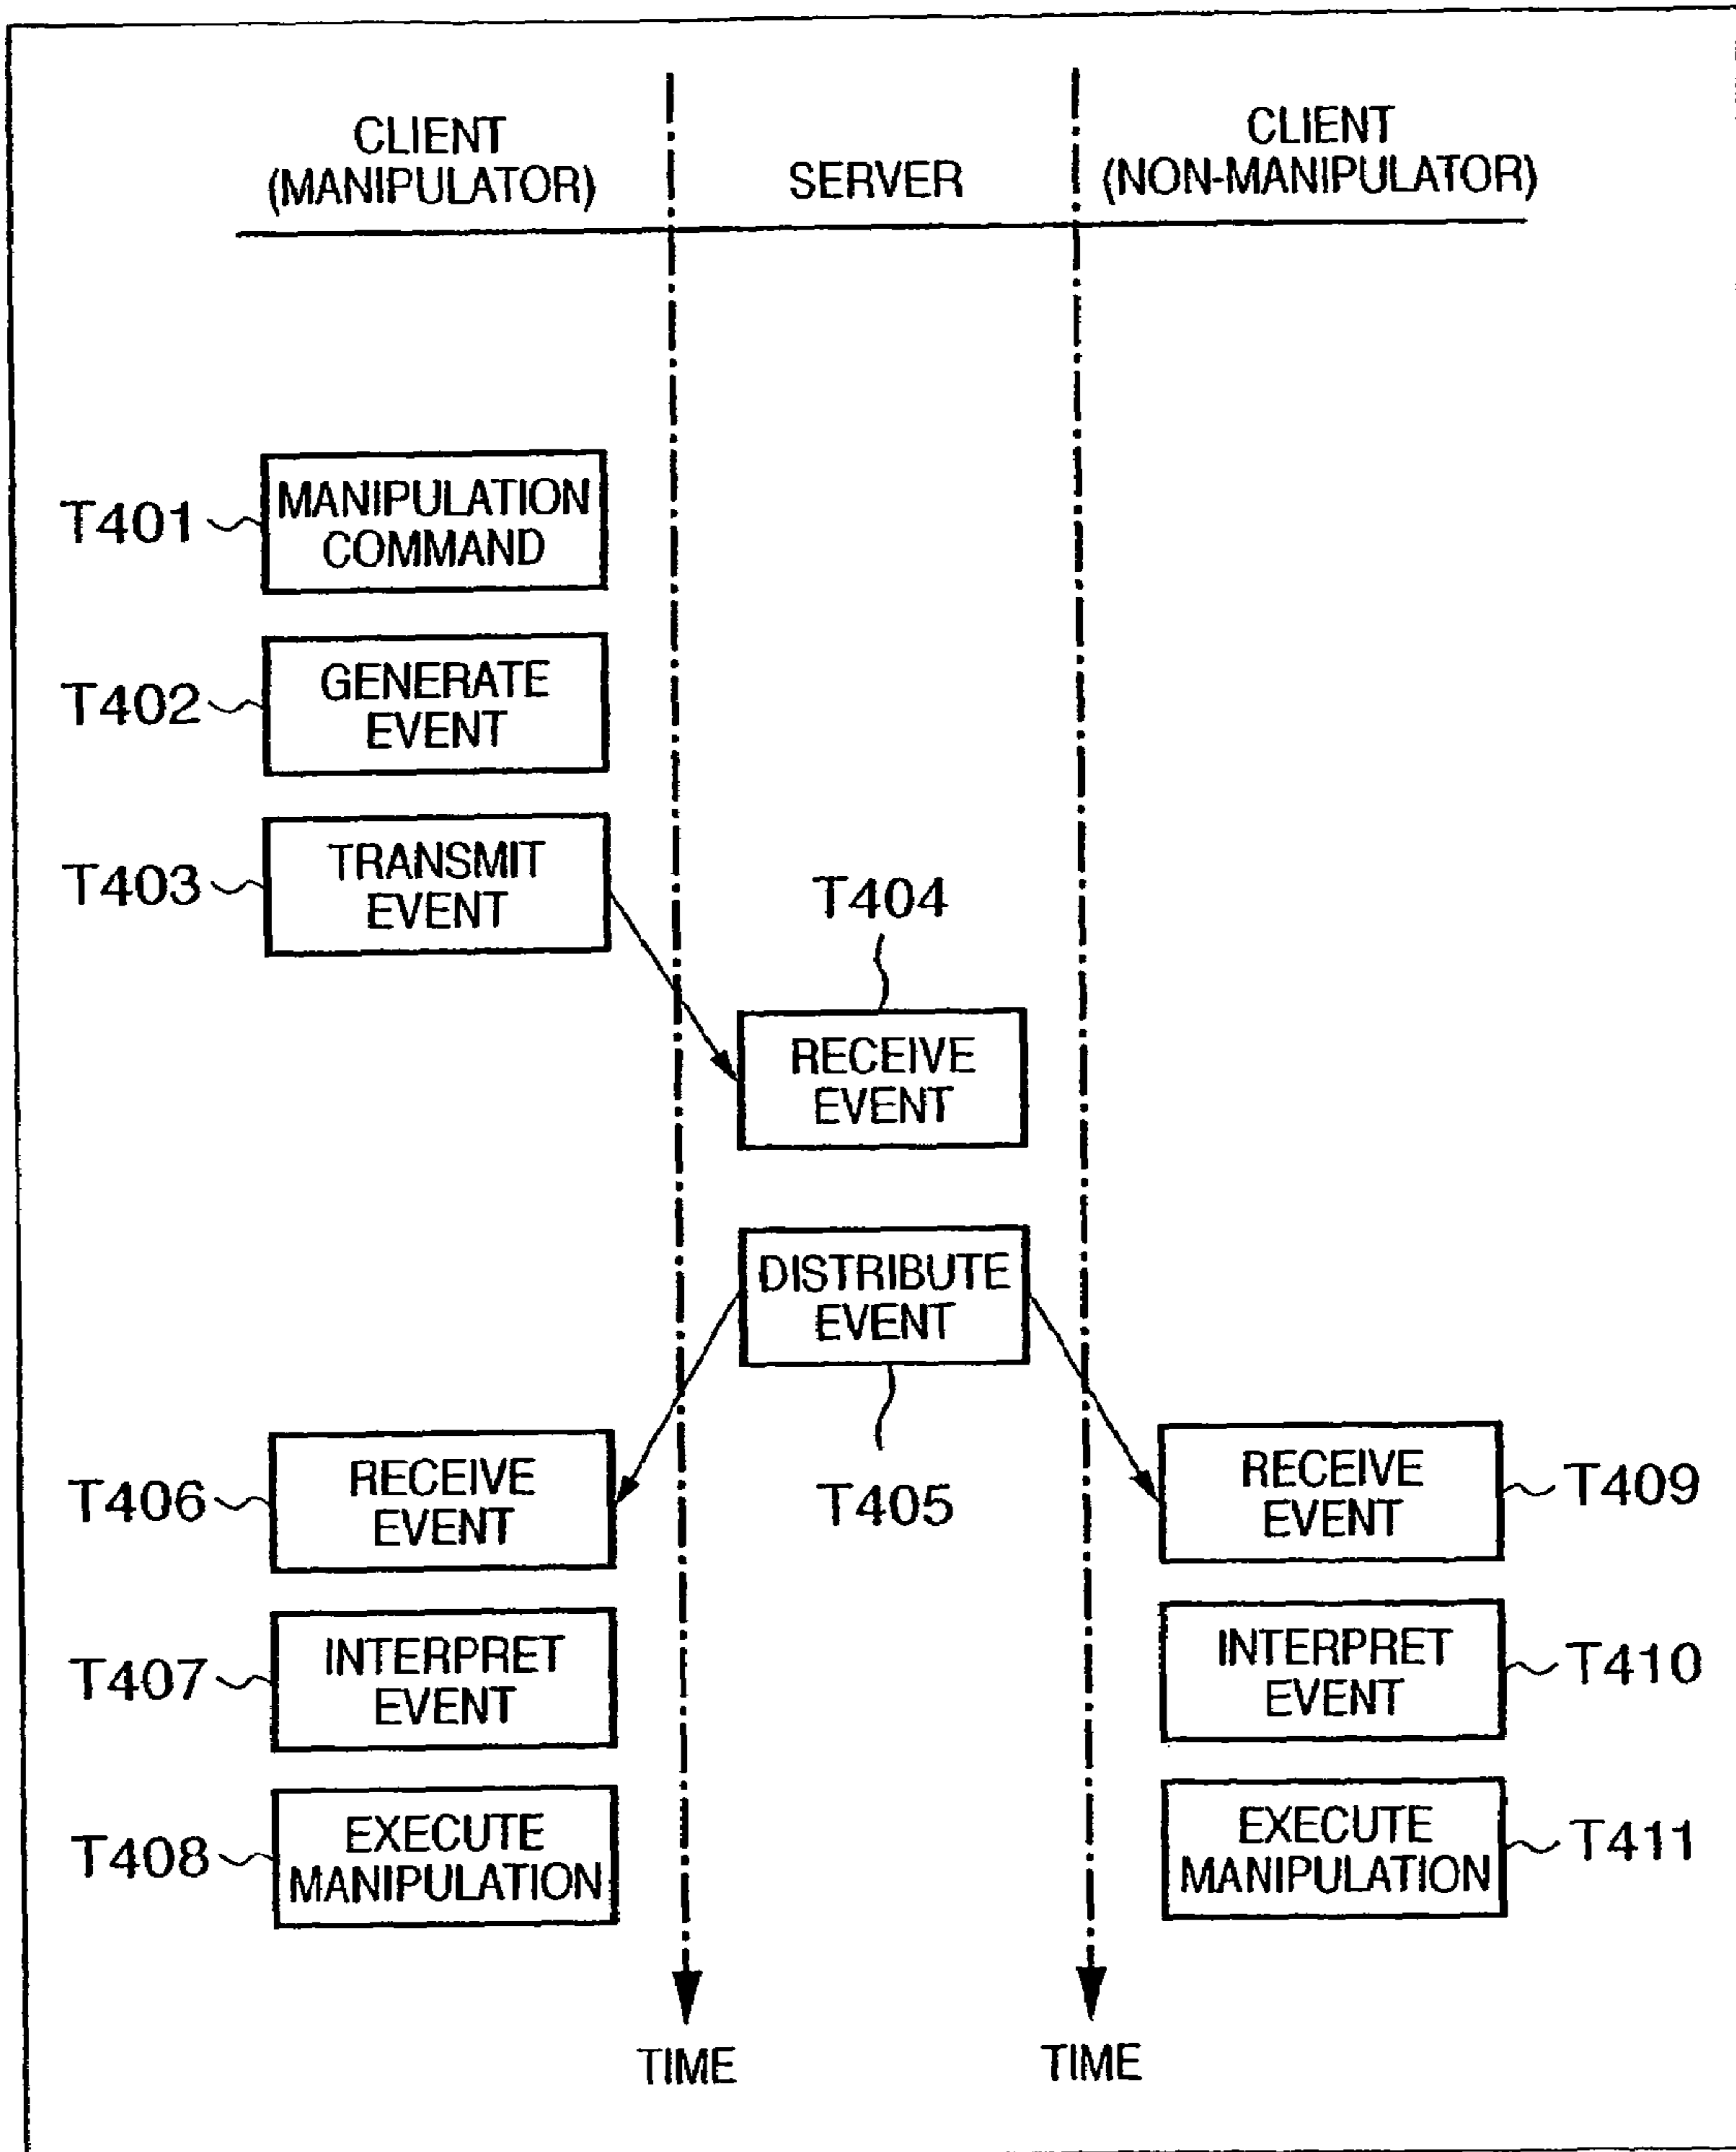 CLIENT
(MANIPULATOR)
SERVER
CLIENT
(NON-MANIPULATOR)
T401
MANIPULATION
COMMAND
T402
GENERATE
EVENT
T403
TRANSMIT
EVENT
T404
RECEIVE
EVENT
DISTRIBUTE
EVENT
T405
T406
RECEIVE
EVENT
RECEIVE
EVENT
T409
T407
INTERPRET
EVENT
INTERPRET
EVENT
T410
T408
EXECUTE
MANIPULATION
EXECUTE
MANIPULATION
T411
TIME
TIME